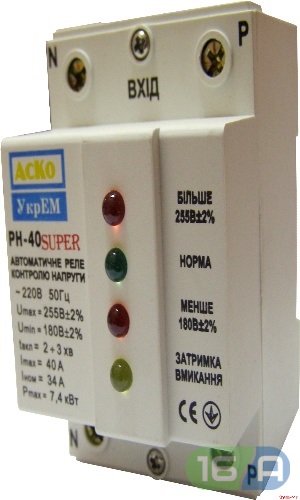 N
P
ВХІД
АсКо
УкрЕМ
РН-40SUPER
АВТОМАТИЧНЕ РЕЛЕ
КОНТРОЛЮ НАПРУГИ
~220В 50Гц
Umax = 255В±2%
Umin = 180В±2%
tвкл = 2 ÷ 3 хв
Imax = 40 А
Iном = 34 А
Pmax = 7,4 кВт
БІЛЬШЕ
255В±2%
НОРМА
МЕНШЕ
180В±2%
ЗАТРИМКА
ВМИКАННЯ
CE
N
P
16A